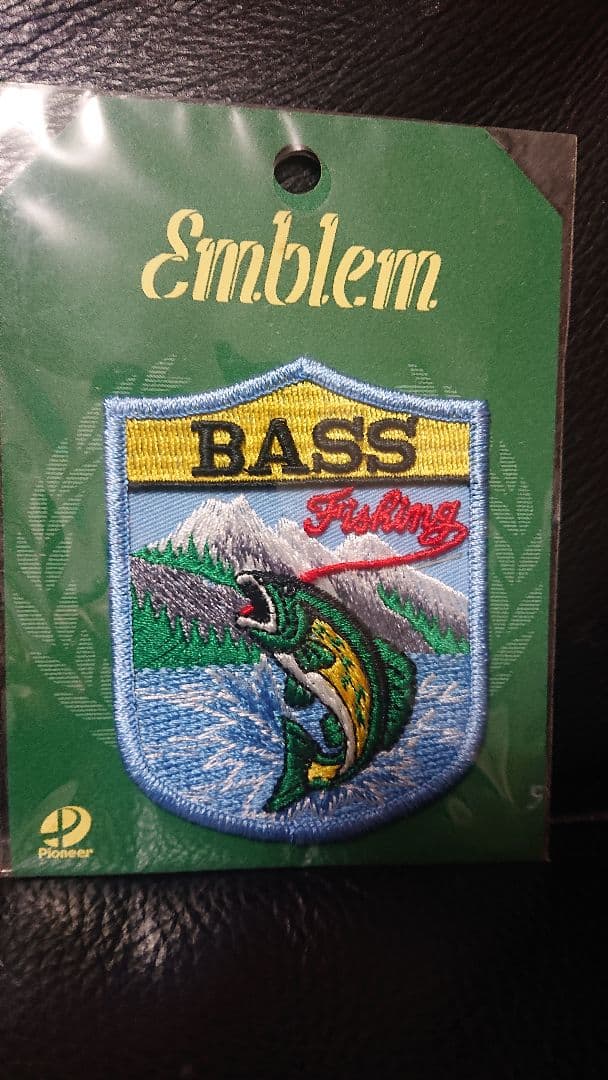 Emblem
BASS
Fishing
Pioneer